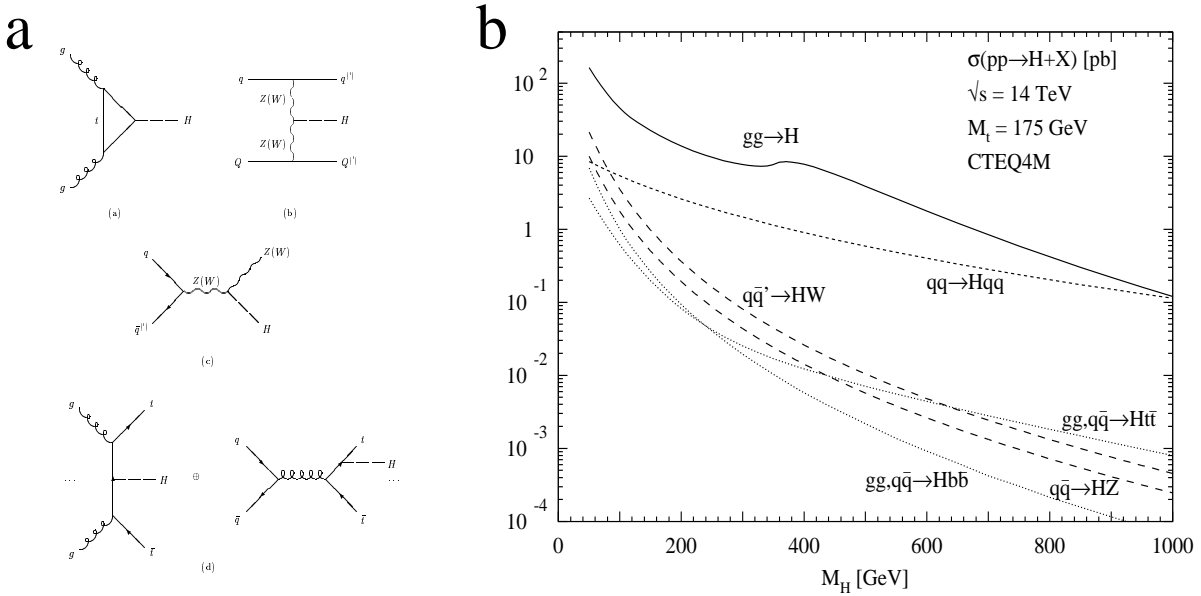 a
g
t
H
g
(a)
q
q(')
Z(W)
H
Z(W)
Q
Q(')
(b)
q
Z(W)
Z(W)
q̄(')
H
(c)
g
t
...
H
g
t̄
⊕
q
t
H
...
q̄
t̄
(d)
b
σ(pp→H+X) [pb]
√s = 14 TeV
M_t = 175 GeV
CTEQ4M
gg→H
qq→Hqq
qq̄'→HW
gg,qq̄→Htt̄
gg,qq̄→Hbb̄
qq̄→HZ
10^2
10
1
10^-1
10^-2
10^-3
10^-4
0 200 400 600 800 1000
M_H [GeV]